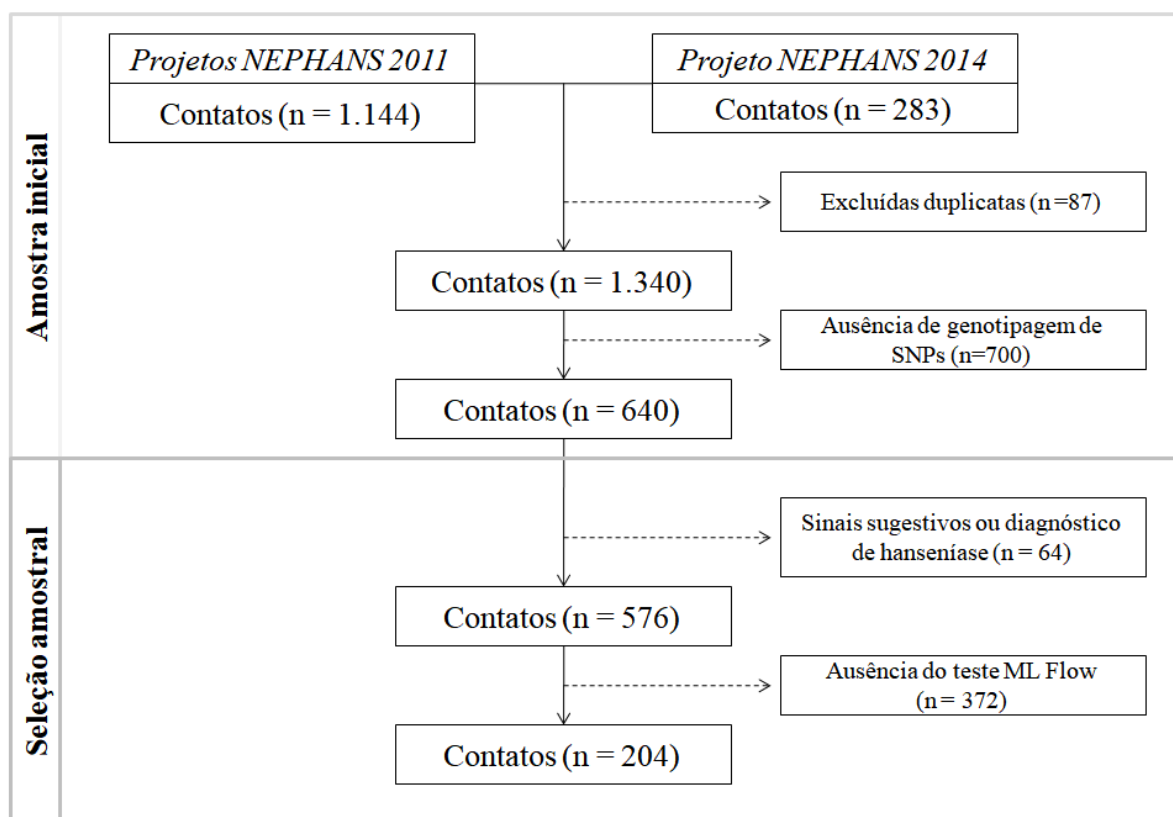 Amostra inicial
Projetos NEPHANS 2011
Contatos (n = 1.144)
Projeto NEPHANS 2014
Contatos (n = 283)
Excluídas duplicatas (n =87)
Contatos (n = 1.340)
Ausência de genotipagem de
SNPs (n=700)
Contatos (n = 640)
Seleção amostral
Sinais sugestivos ou diagnóstico
de hanseníase (n = 64)
Contatos (n = 576)
Ausência do teste ML Flow
(n = 372)
Contatos (n = 204)